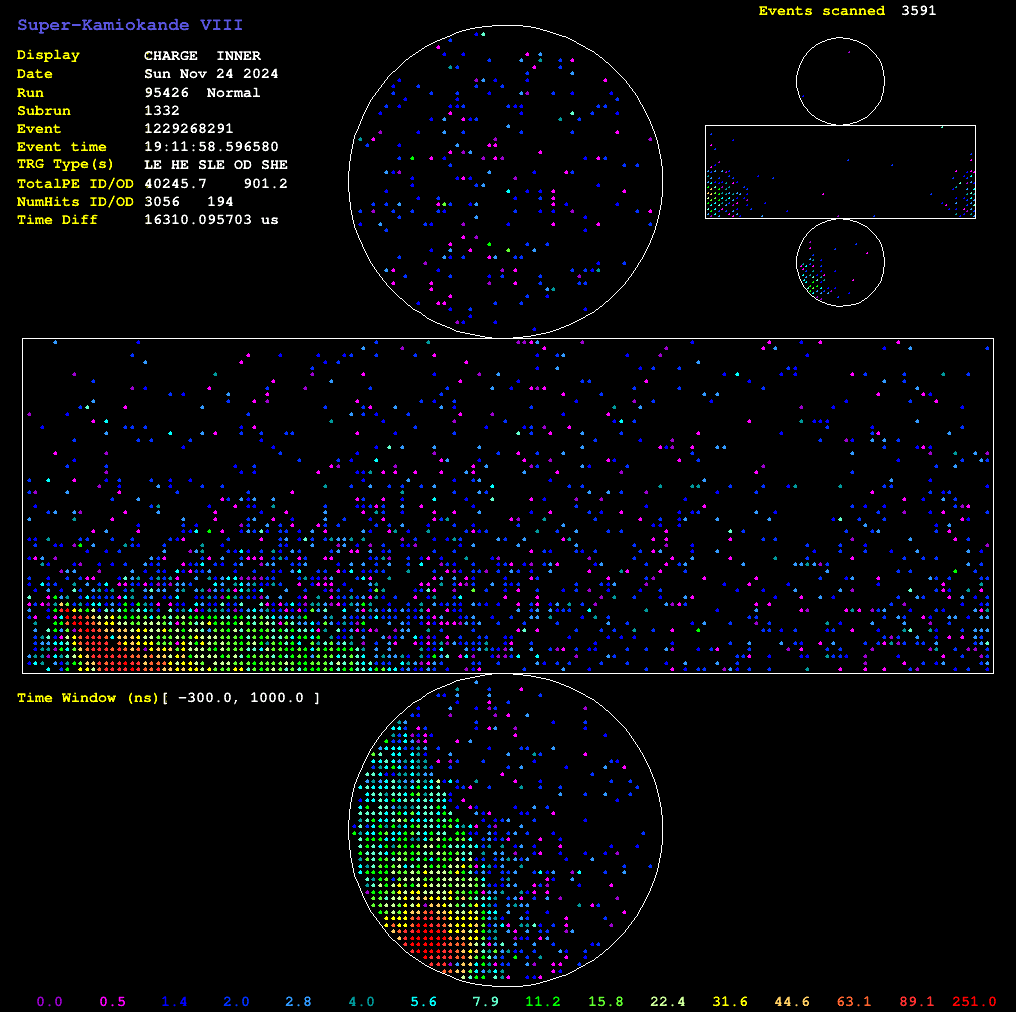 Super-Kamiokande VIII
Events scanned 3591
Display CHARGE INNER
Date Sun Nov 24 2024
Run 95426 Normal
Subrun 1332
Event 1229268291
Event time 19:11:58.596580
TRG Type(s) LE HE SLE OD SHE
TotalPE ID/OD 40245.7 901.2
NumHits ID/OD 3056 194
Time Diff 16310.095703 us
Time Window (ns)[ -300.0, 1000.0 ]
0.0 0.5 1.4 2.0 2.8 4.0 5.6 7.9 11.2 15.8 22.4 31.6 44.6 63.1 89.1 251.0